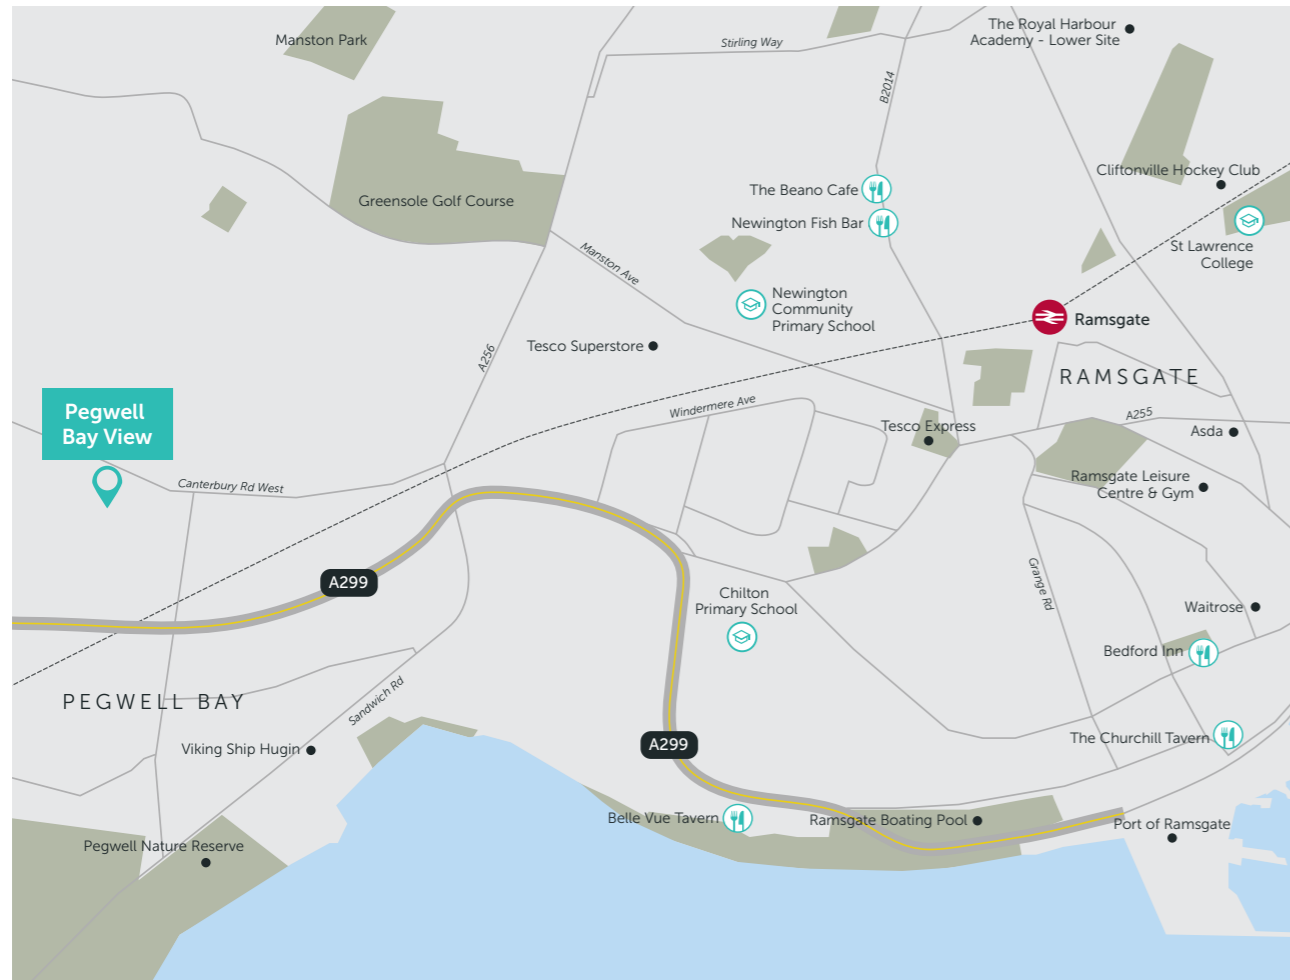 Manston Park
Stirling Way
The Royal Harbour
Academy - Lower Site
B2014
Cliftonville Hockey Club
The Beano Cafe
Greensole Golf Course
Newington Fish Bar
St Lawrence
College
Manston Ave
Newington
Community
Primary School
Ramsgate
Tesco Superstore
A256
RAMSGATE
Pegwell
Bay View
Windermere Ave
A255
Tesco Express
Asda
Ramsgate Leisure
Centre & Gym
Canterbury Rd West
A299
Grange Rd
Chilton
Primary School
Waitrose
Bedford Inn
PEGWELL BAY
Sandwich Rd
Viking Ship Hugin
A299
The Churchill Tavern
Belle Vue Tavern
Ramsgate Boating Pool
Port of Ramsgate
Pegwell Nature Reserve